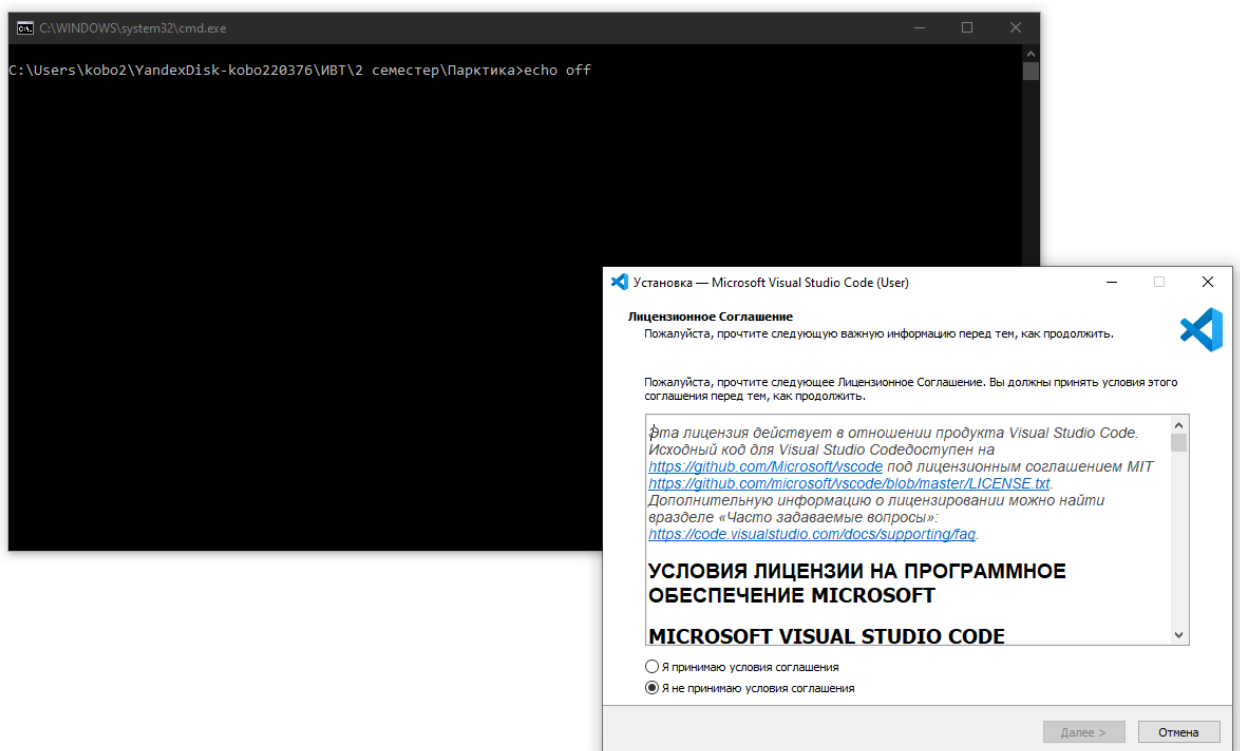 C:\WINDOWS\system32\cmd.exe
C:\Users\kobo2\YandexDisk-kobo220376\ИВТ\2 семестр\Парктика>echo off
Установка — Microsoft Visual Studio Code (User)
Лицензионное Соглашение
Пожалуйста, прочтите следующую важную информацию перед тем, как продолжить.
Пожалуйста, прочтите следующее Лицензионное Соглашение. Вы должны принять условия этого
соглашения перед тем, как продолжить.
Эта лицензия действует в отношении продукта Visual Studio Code.
Исходный код для Visual Studio Codeдоступен на
https://github.com/Microsoft/vscode под лицензионным соглашением MIT
https://github.com/microsoft/vscode/blob/master/LICENSE.txt.
Дополнительную информацию о лицензировании можно найти
вразделе «Часто задаваемые вопросы»:
https://code.visualstudio.com/docs/supporting/faq.
УСЛОВИЯ ЛИЦЕНЗИИ НА ПРОГРАММНОЕ
ОБЕСПЕЧЕНИЕ MICROSOFT
MICROSOFT VISUAL STUDIO CODE
Я принимаю условия соглашения
Я не принимаю условия соглашения
Далее >
Отмена